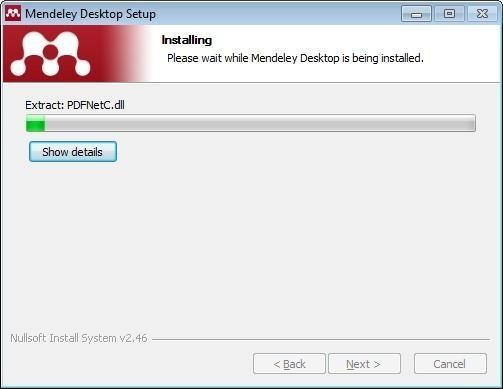 Mendeley Desktop Setup
Installing
Please wait while Mendeley Desktop is being installed.
Extract: PDFNetC.dll
Show details
Nullsoft Install System v2.46
< Back Next > Cancel